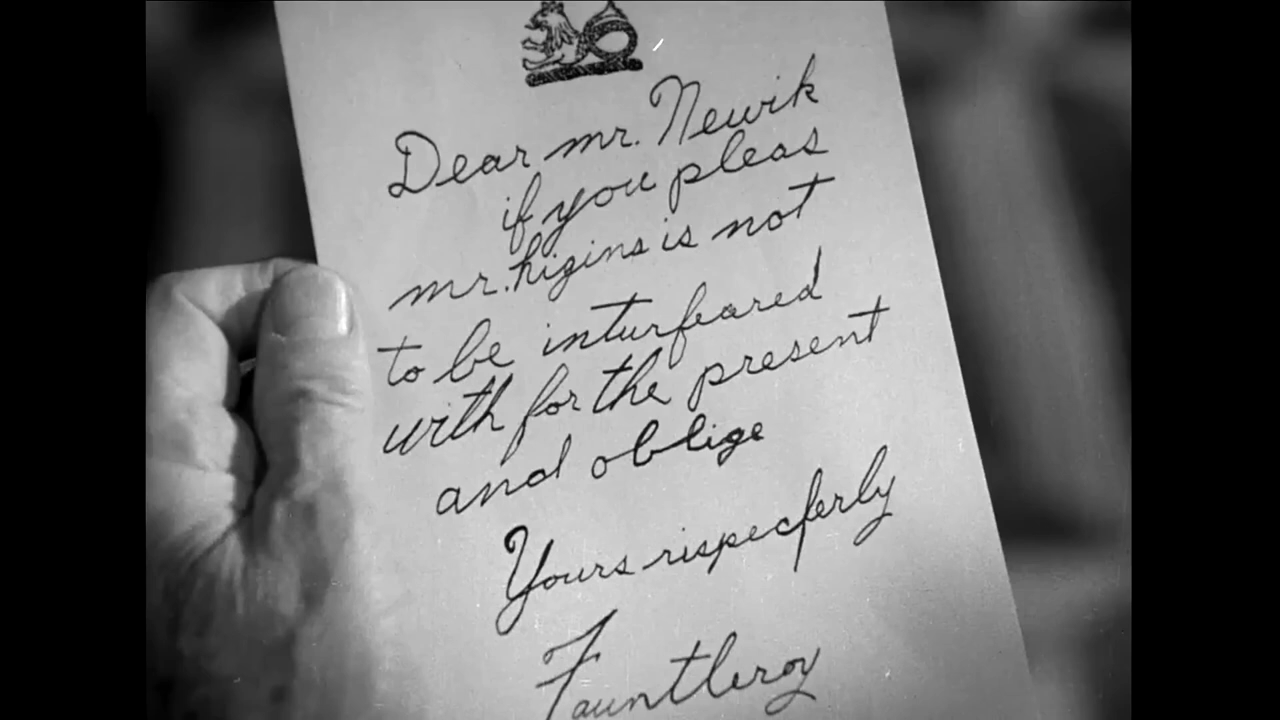 Dear mr. Newik
if you pleas
mr. higins is not
to be inturfeared
with for the present
and oblige
Yours rispecferly
Fauntleroy